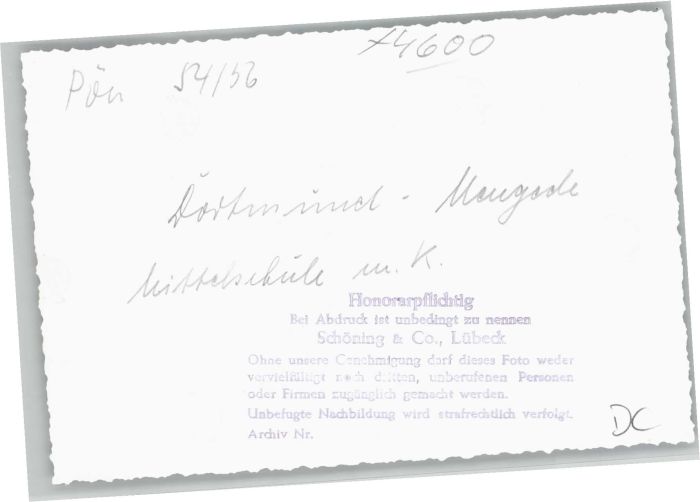 44600
Pön 54/56
Dortmund - Mengede
Mittelschule m. K.
Honorarpflichtig
Bei Abdruck ist unbedingt zu nennen
Schöning & Co., Lübeck
Ohne unsere Genehmigung darf dieses Foto weder
vervielfältigt noch dritten, unberufenen Personen
oder Firmen zugänglich gemacht werden.
Unbefugte Nachbildung wird strafrechtlich verfolgt.
Archiv Nr.
DC